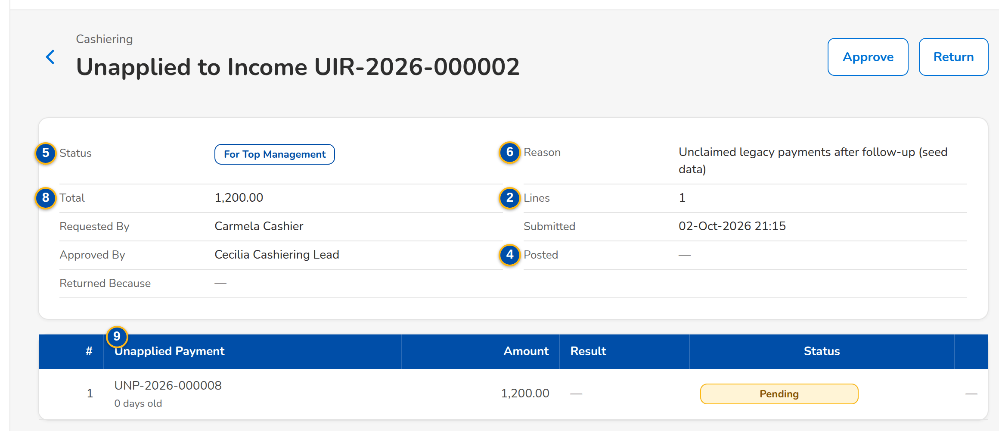 Cashiering
Unapplied to Income UIR-2026-000002
Approve
Return
5 Status For Top Management
6 Reason Unclaimed legacy payments after follow-up (seed
data)
8 Total 1,200.00
2 Lines 1
Requested By Carmela Cashier
Submitted 02-Oct-2026 21:15
Approved By Cecilia Cashiering Lead
4 Posted —
Returned Because —
9
# Unapplied Payment Amount Result Status
1 UNP-2026-000008 1,200.00 — Pending —
0 days old